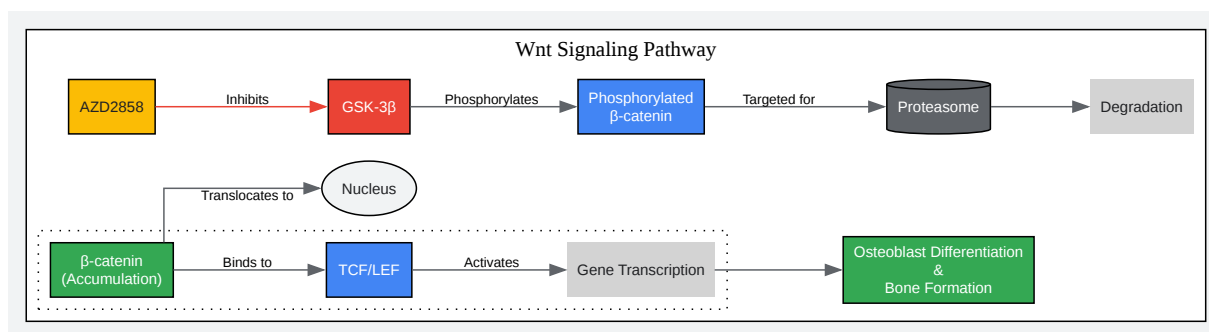 Wnt Signaling Pathway
AZD2858
Inhibits
GSK-3β
Phosphorylates
Phosphorylated
β-catenin
Targeted for
Proteasome
Degradation
Translocates to
Nucleus
β-catenin
(Accumulation)
Binds to
TCF/LEF
Activates
Gene Transcription
Osteoblast Differentiation
&
Bone Formation